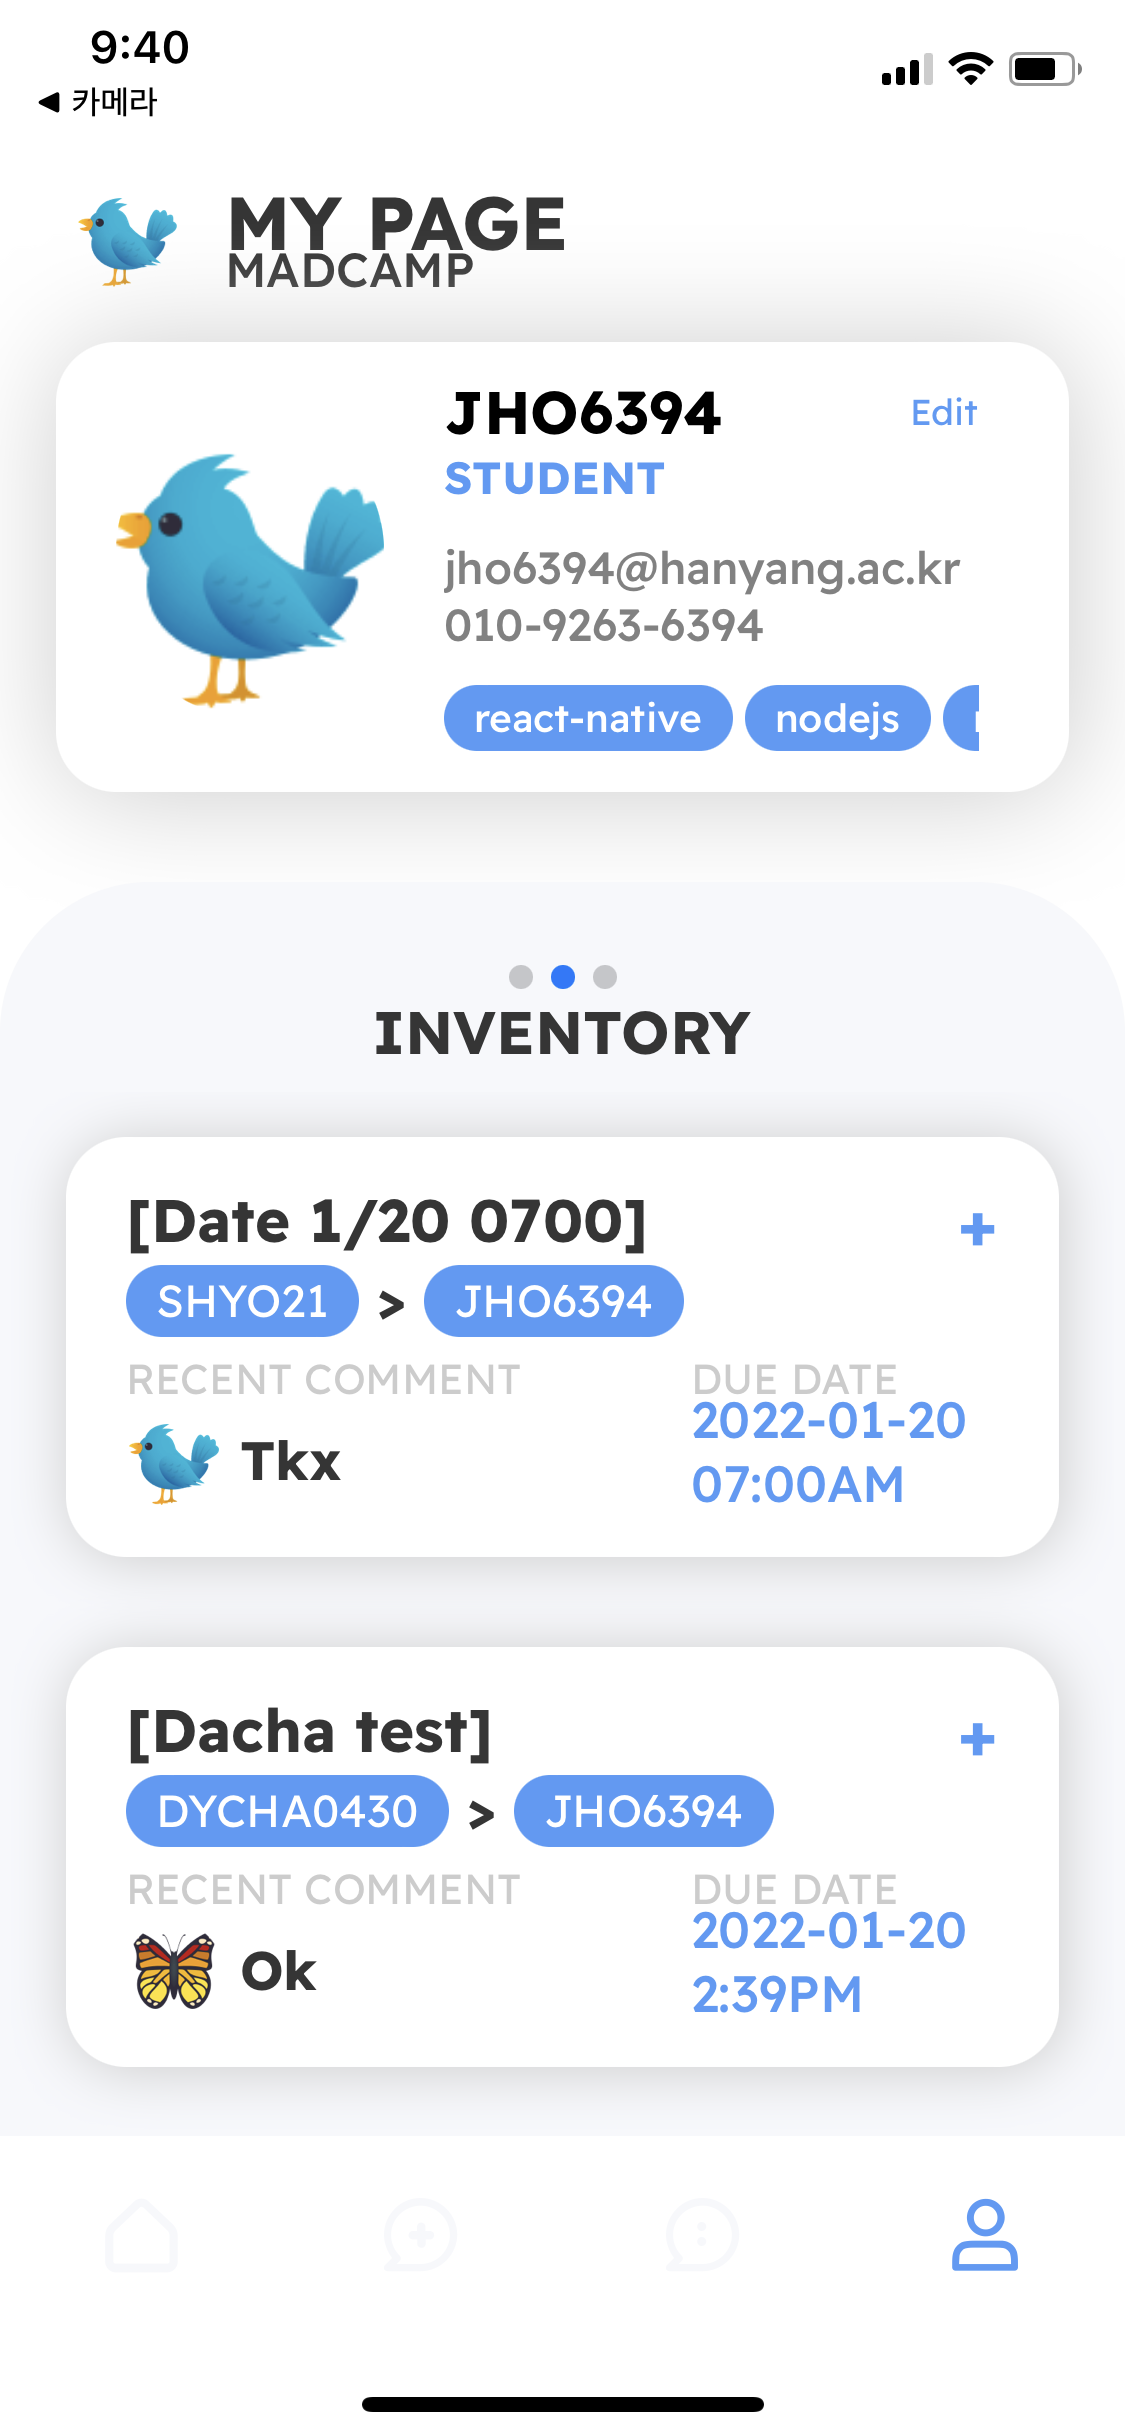 9:40
◀ 카메라
MY PAGE
MADCAMP
JHO6394
Edit
STUDENT
jho6394@hanyang.ac.kr
010-9263-6394
react-native nodejs
INVENTORY
[Date 1/20 0700]
+
SHYO21 > JHO6394
RECENT COMMENT
DUE DATE
Tkx
2022-01-20
07:00AM
[Dacha test]
+
DYCHA0430 > JHO6394
RECENT COMMENT
DUE DATE
Ok
2022-01-20
2:39PM